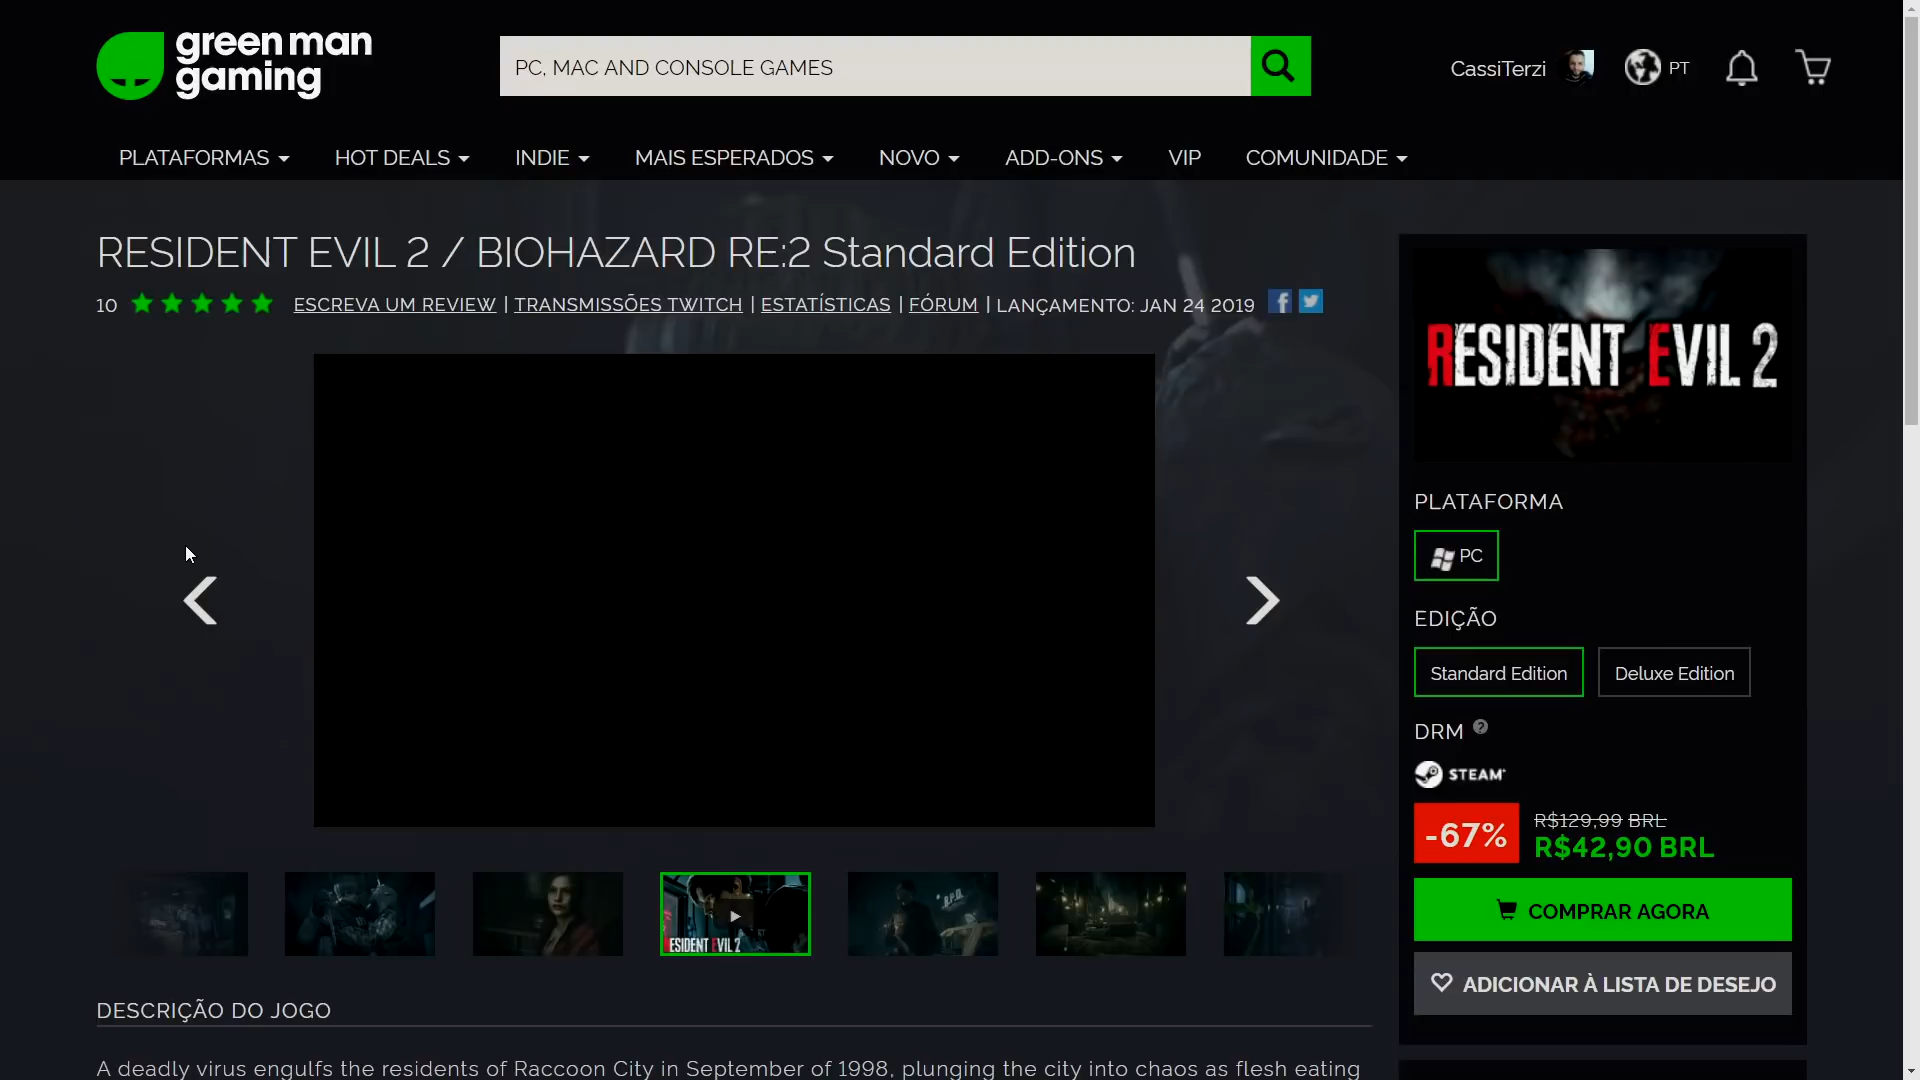 green man
gaming
PC, MAC AND CONSOLE GAMES
CassiTerzi
PT
PLATAFORMAS
HOT DEALS
INDIE
MAIS ESPERADOS
NOVO
ADD-ONS
VIP
COMUNIDADE
RESIDENT EVIL 2 / BIOHAZARD RE:2 Standard Edition
10
ESCREVA UM REVIEW | TRANSMISSÕES TWITCH | ESTATÍSTICAS | FÓRUM | LANÇAMENTO: JAN 24 2019
RESIDENT EVIL 2
PLATAFORMA
PC
EDIÇÃO
Standard Edition
Deluxe Edition
DRM ?
STEAM
-67%
R$129,99 BRL
R$42,90 BRL
COMPRAR AGORA
ADICIONAR À LISTA DE DESEJO
RESIDENT EVIL 2
R.P.D.
DESCRIÇÃO DO JOGO
A deadly virus engulfs the residents of Raccoon City in September of 1998, plunging the city into chaos as flesh eating